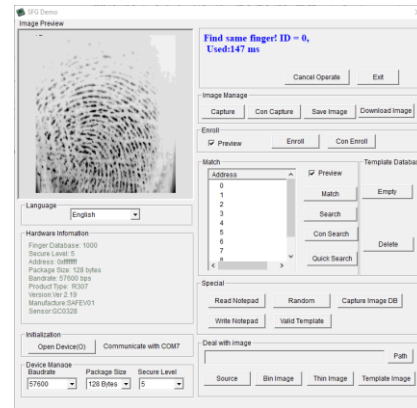 SFG Demo
Image Preview
Find same finger! ID = 0,
Used:147 ms
Cancel Operate
Exit
Image Manage
Capture
Con Capture
Save Image
Download Image
Enroll
Preview
Enroll
Con Enroll
Match
Address
0
1
2
3
4
5
6
7
Preview
Match
Search
Con Search
Quick Search
Template Databas
Empty
Delete
Language
English
Hardware Information
Finger Database: 1000
Secure Level: 5
Address: 0xffffffff
Package Size: 128 bytes
Bandrate: 57600 bps
Product Type: R307
Version:Ver 2.19
Manufacture:SAFEV01
Sensor:GC0328
Special
Read Notepad
Random
Capture Image DB
Write Notepad
Valid Template
Initialization
Open Device(O)
Communicate with COM7
Device Manage
Baudrate
Package Size
Secure Level
57600
128 Bytes
5
Deal with image
Path
Source
Bin Image
Thin Image
Template Image